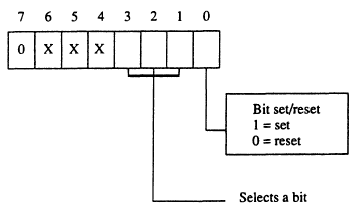 7 6 5 4 3 2 1 0
0 X X X
Bit set/reset
1 = set
0 = reset
Selects a bit